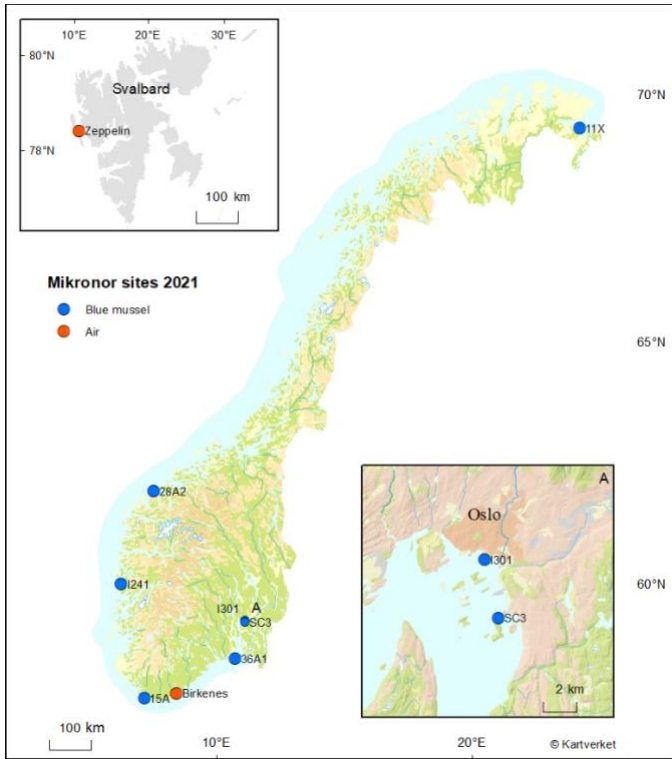 10°E 20°E 30°E
80°N
Svalbard
Zeppelin
78°N
100 km
70°N
11X
Mikronor sites 2021
Blue mussel
Air
65°N
28A2
A
Oslo
I301
I241
60°N
I301 A
SC3
SC3
36A1
Birkenes
15A
2 km
100 km
10°E 20°E
© Kartverket